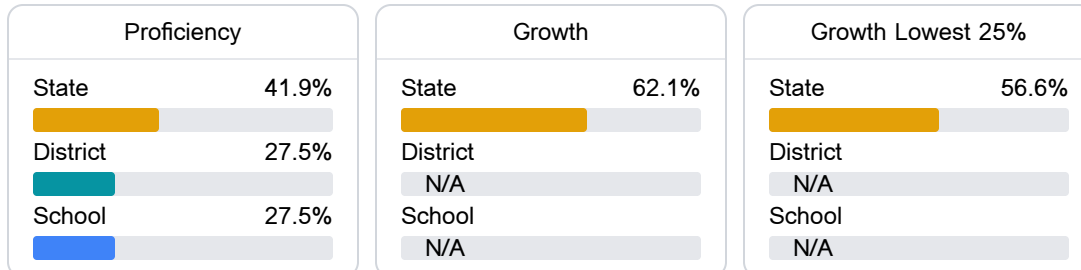 Proficiency
State 41.9%
District 27.5%
School 27.5%
Growth
State 62.1%
District
N/A
School
N/A
Growth Lowest 25%
State 56.6%
District
N/A
School
N/A